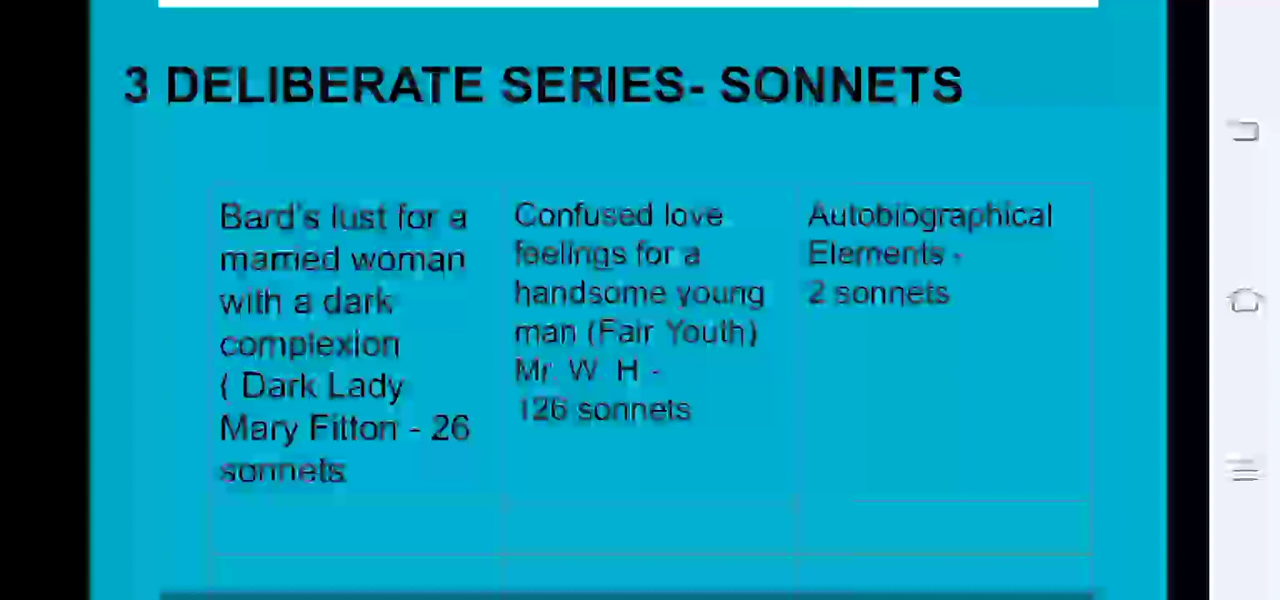 3 DELIBERATE SERIES- SONNETS
Bard's lust for a
married woman
with a dark
complexion
( Dark Lady
Mary Fitton - 26
sonnets
Confused love
feelings for a
handsome young
man (Fair Youth)
Mr. W. H -
126 sonnets
Autobiographical
Elements -
2 sonnets